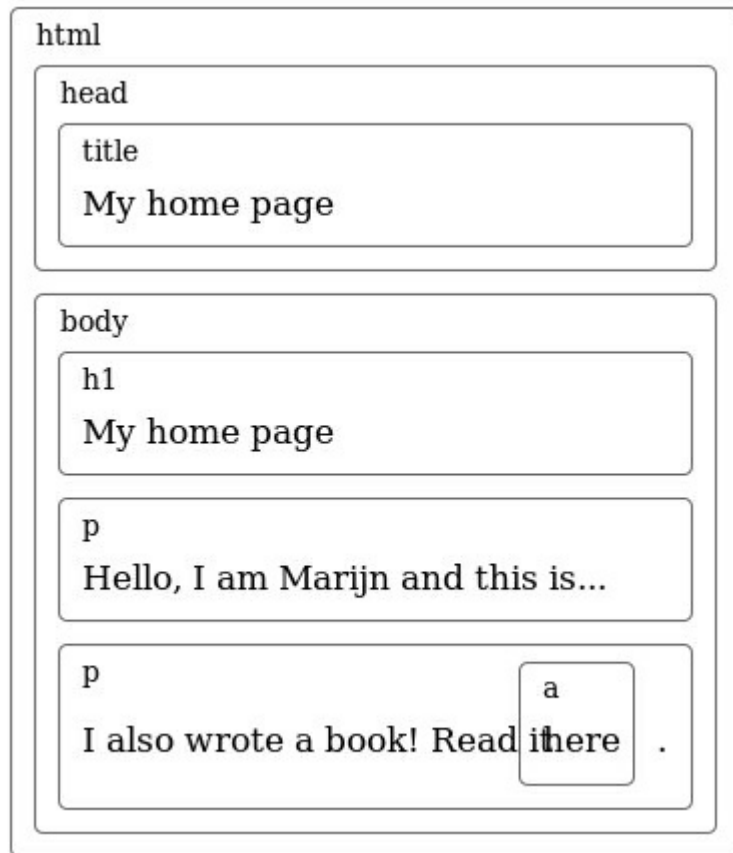 html
head
title
My home page
body
h1
My home page
p
Hello, I am Marijn and this is...
p
a
I also wrote a book! Read it here .